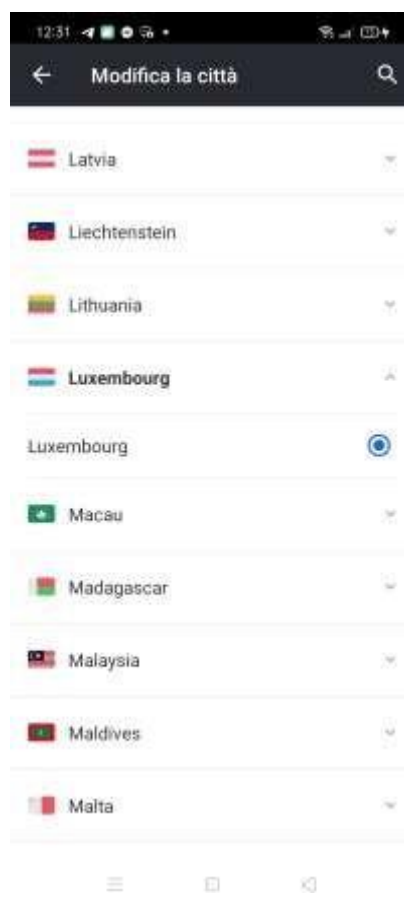 12:31
Modifica la città
Latvia
Liechtenstein
Lithuania
Luxembourg
Luxembourg
Macau
Madagascar
Malaysia
Maldives
Malta